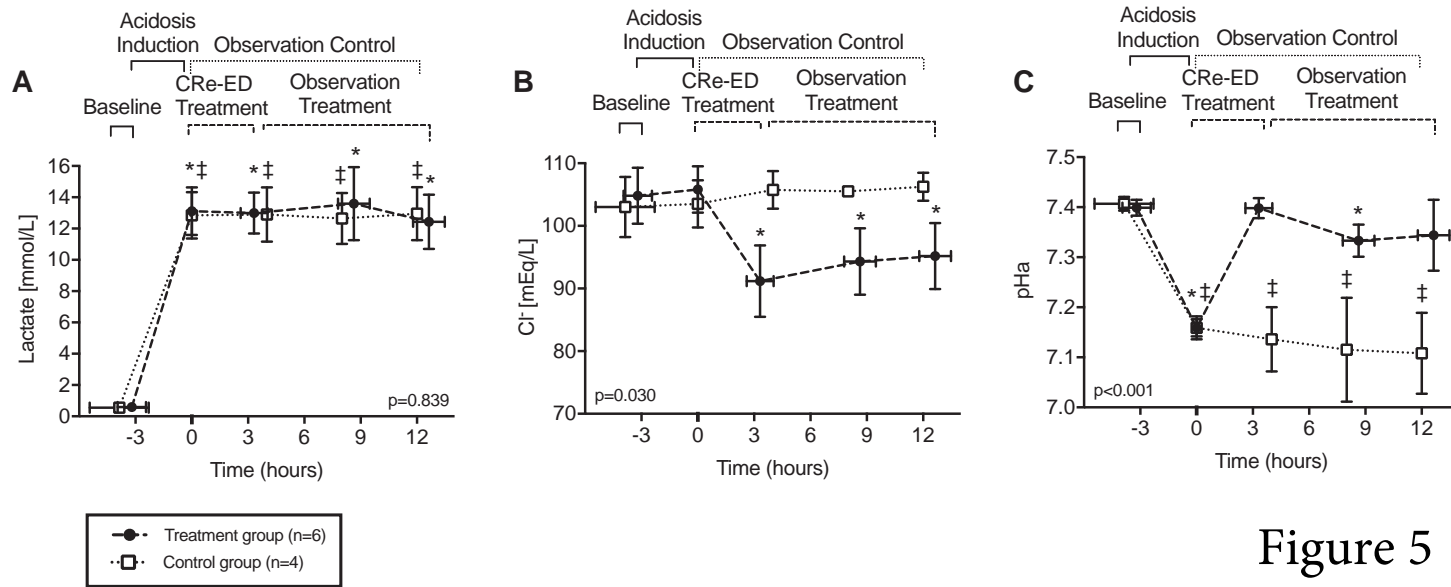 A
Acidosis
Induction
Observation Control
CRe-ED
Treatment
Observation
Treatment
Baseline
* ‡
* ‡
‡ *
‡ *
Lactate [mmol/L]
16
14
12
10
8
6
4
2
0
p=0.839
-3 0 3 6 9 12
Time (hours)
B
Acidosis
Induction
Observation Control
CRe-ED
Treatment
Observation
Treatment
Baseline
* * *
Cl- [mEq/L]
110
100
90
80
70
p=0.030
-3 0 3 6 9 12
Time (hours)
C
Acidosis
Induction
Observation Control
CRe-ED
Treatment
Observation
Treatment
Baseline
*
* ‡ ‡ ‡ ‡
pHa
7.5
7.4
7.3
7.2
7.1
7.0
p<0.001
-3 0 3 6 9 12
Time (hours)
Treatment group (n=6)
Control group (n=4)
Figure 5